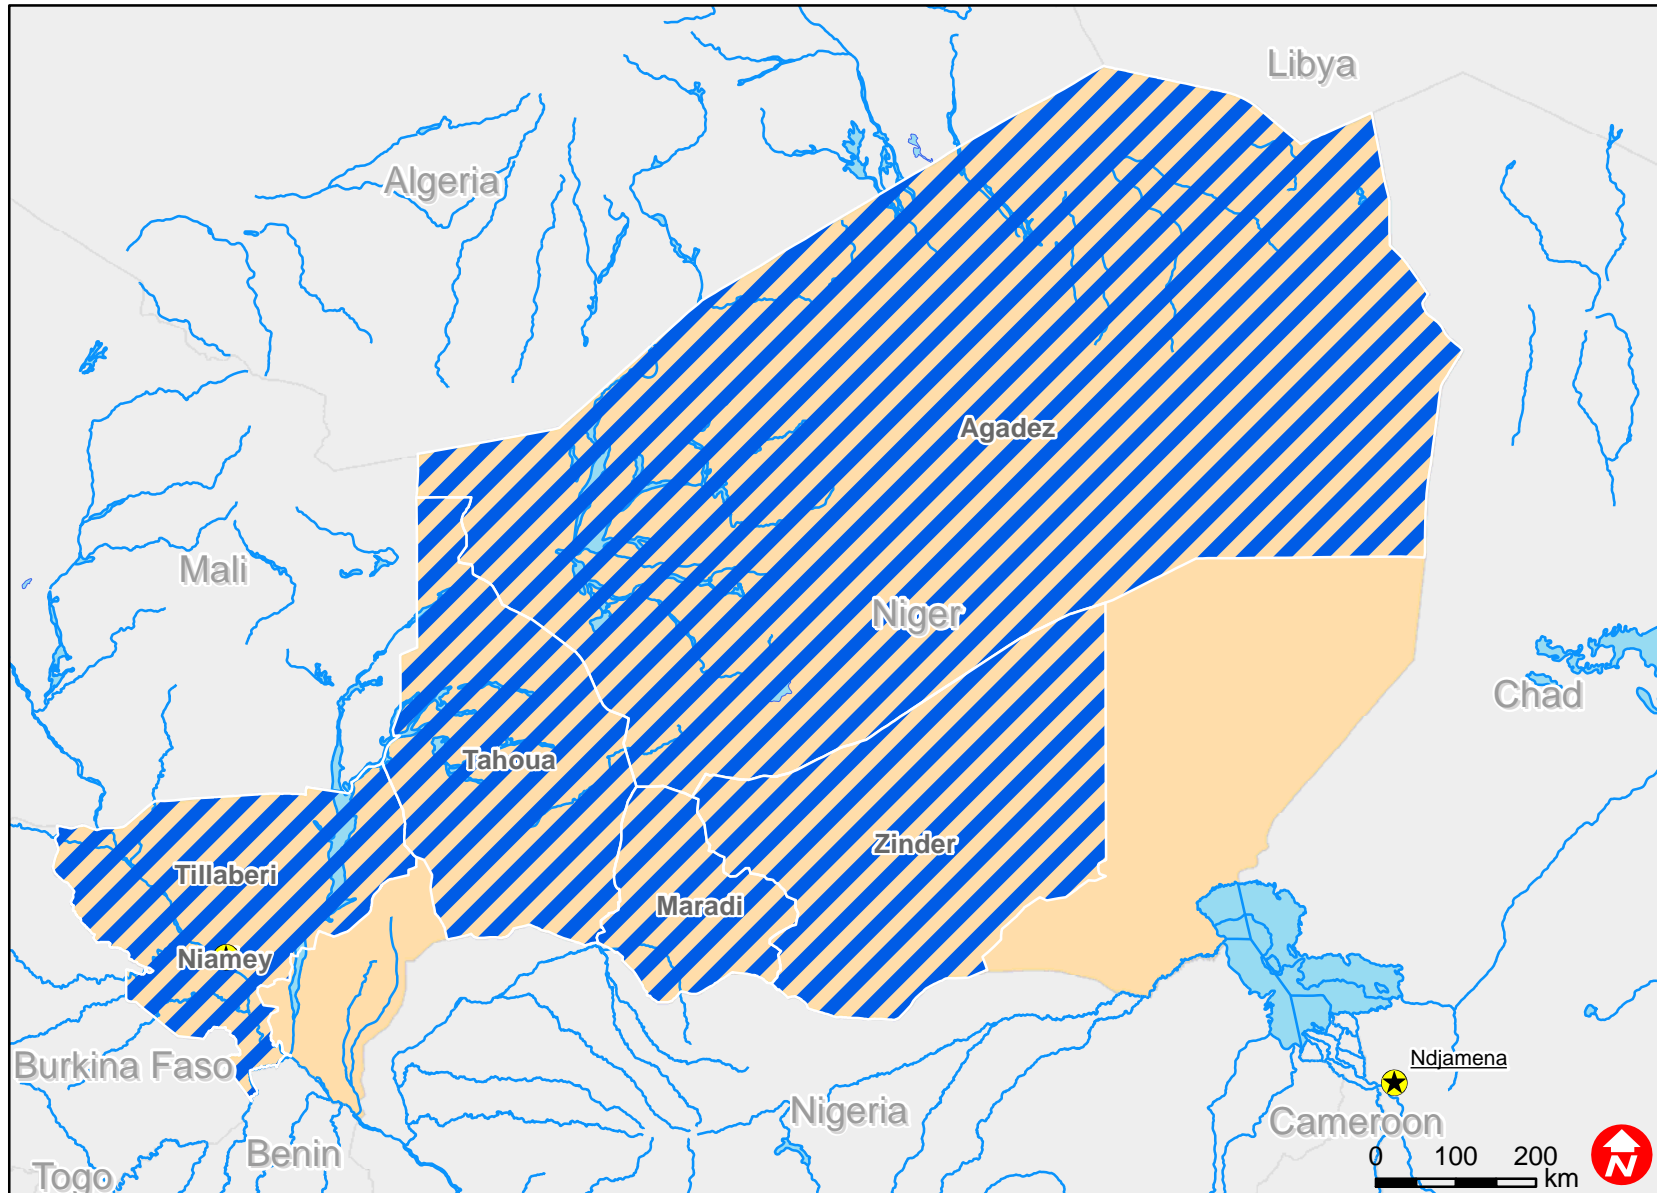 Libya
Algeria
Agadez
Mali
Niger
Chad
Tahoua
Zinder
Tillaberi
Maradi
Niamey
Ndjamena
Burkina Faso
Nigeria
Cameroon
Benin
Togo
0 100 200
km
N